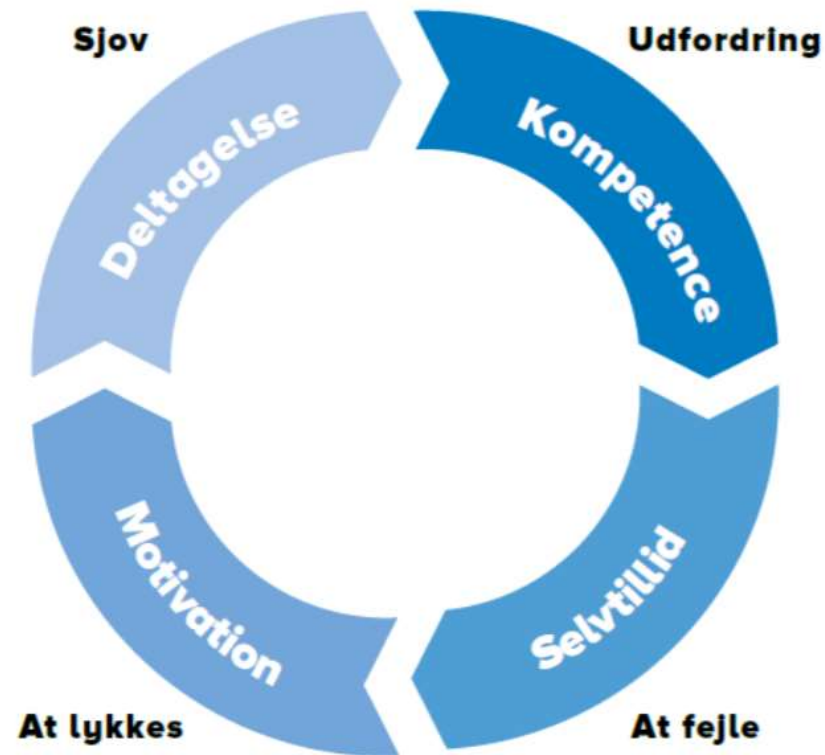 Sjov
Udfordring
Deltagelse
Kompetence
Motivation
Selvtillid
At lykkes
At fejle